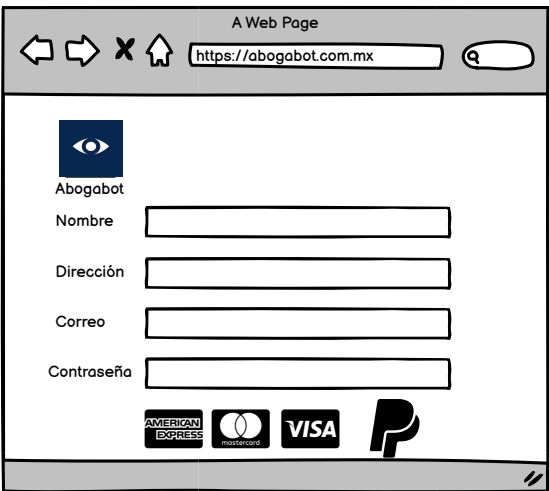 A Web Page
https://abogabot.com.mx
Abogabot
Nombre
Dirección
Correo
Contraseña
AMERICAN
EXPRESS
mastercard
VISA